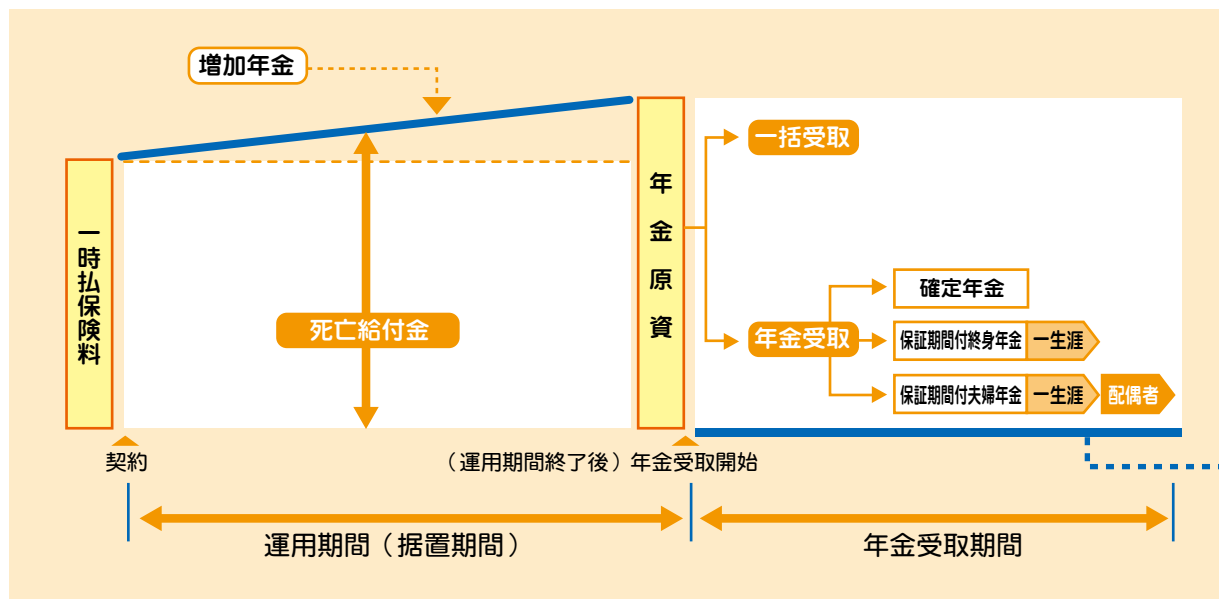 増加年金
一時払保険料
死亡給付金
年金原資
一括受取
年金受取
確定年金
保証期間付終身年金 一生涯
保証期間付夫婦年金 一生涯 配偶者
契約
（運用期間終了後）年金受取開始
運用期間（据置期間）
年金受取期間